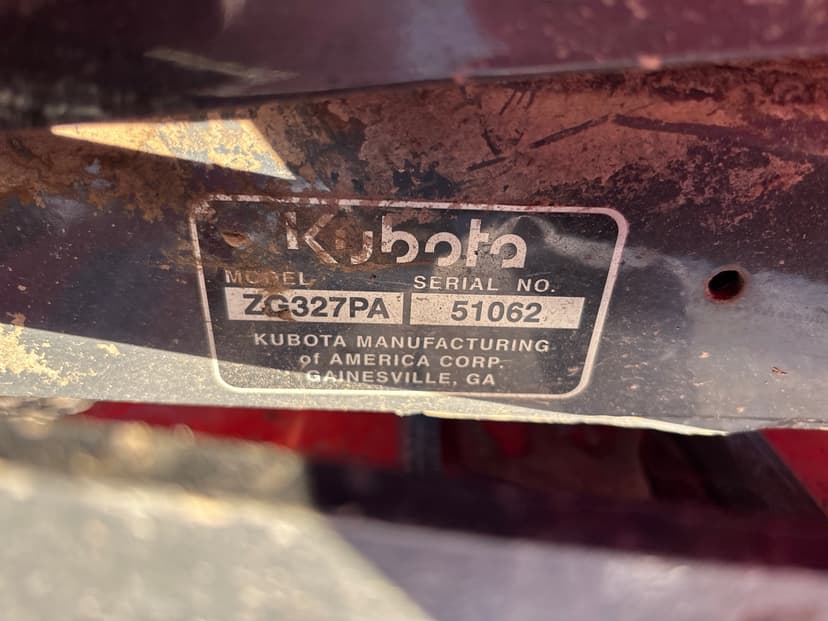 Kubota
MODEL SERIAL NO.
ZG327PA 51062
KUBOTA MANUFACTURING
of AMERICA CORP.
GAINESVILLE, GA